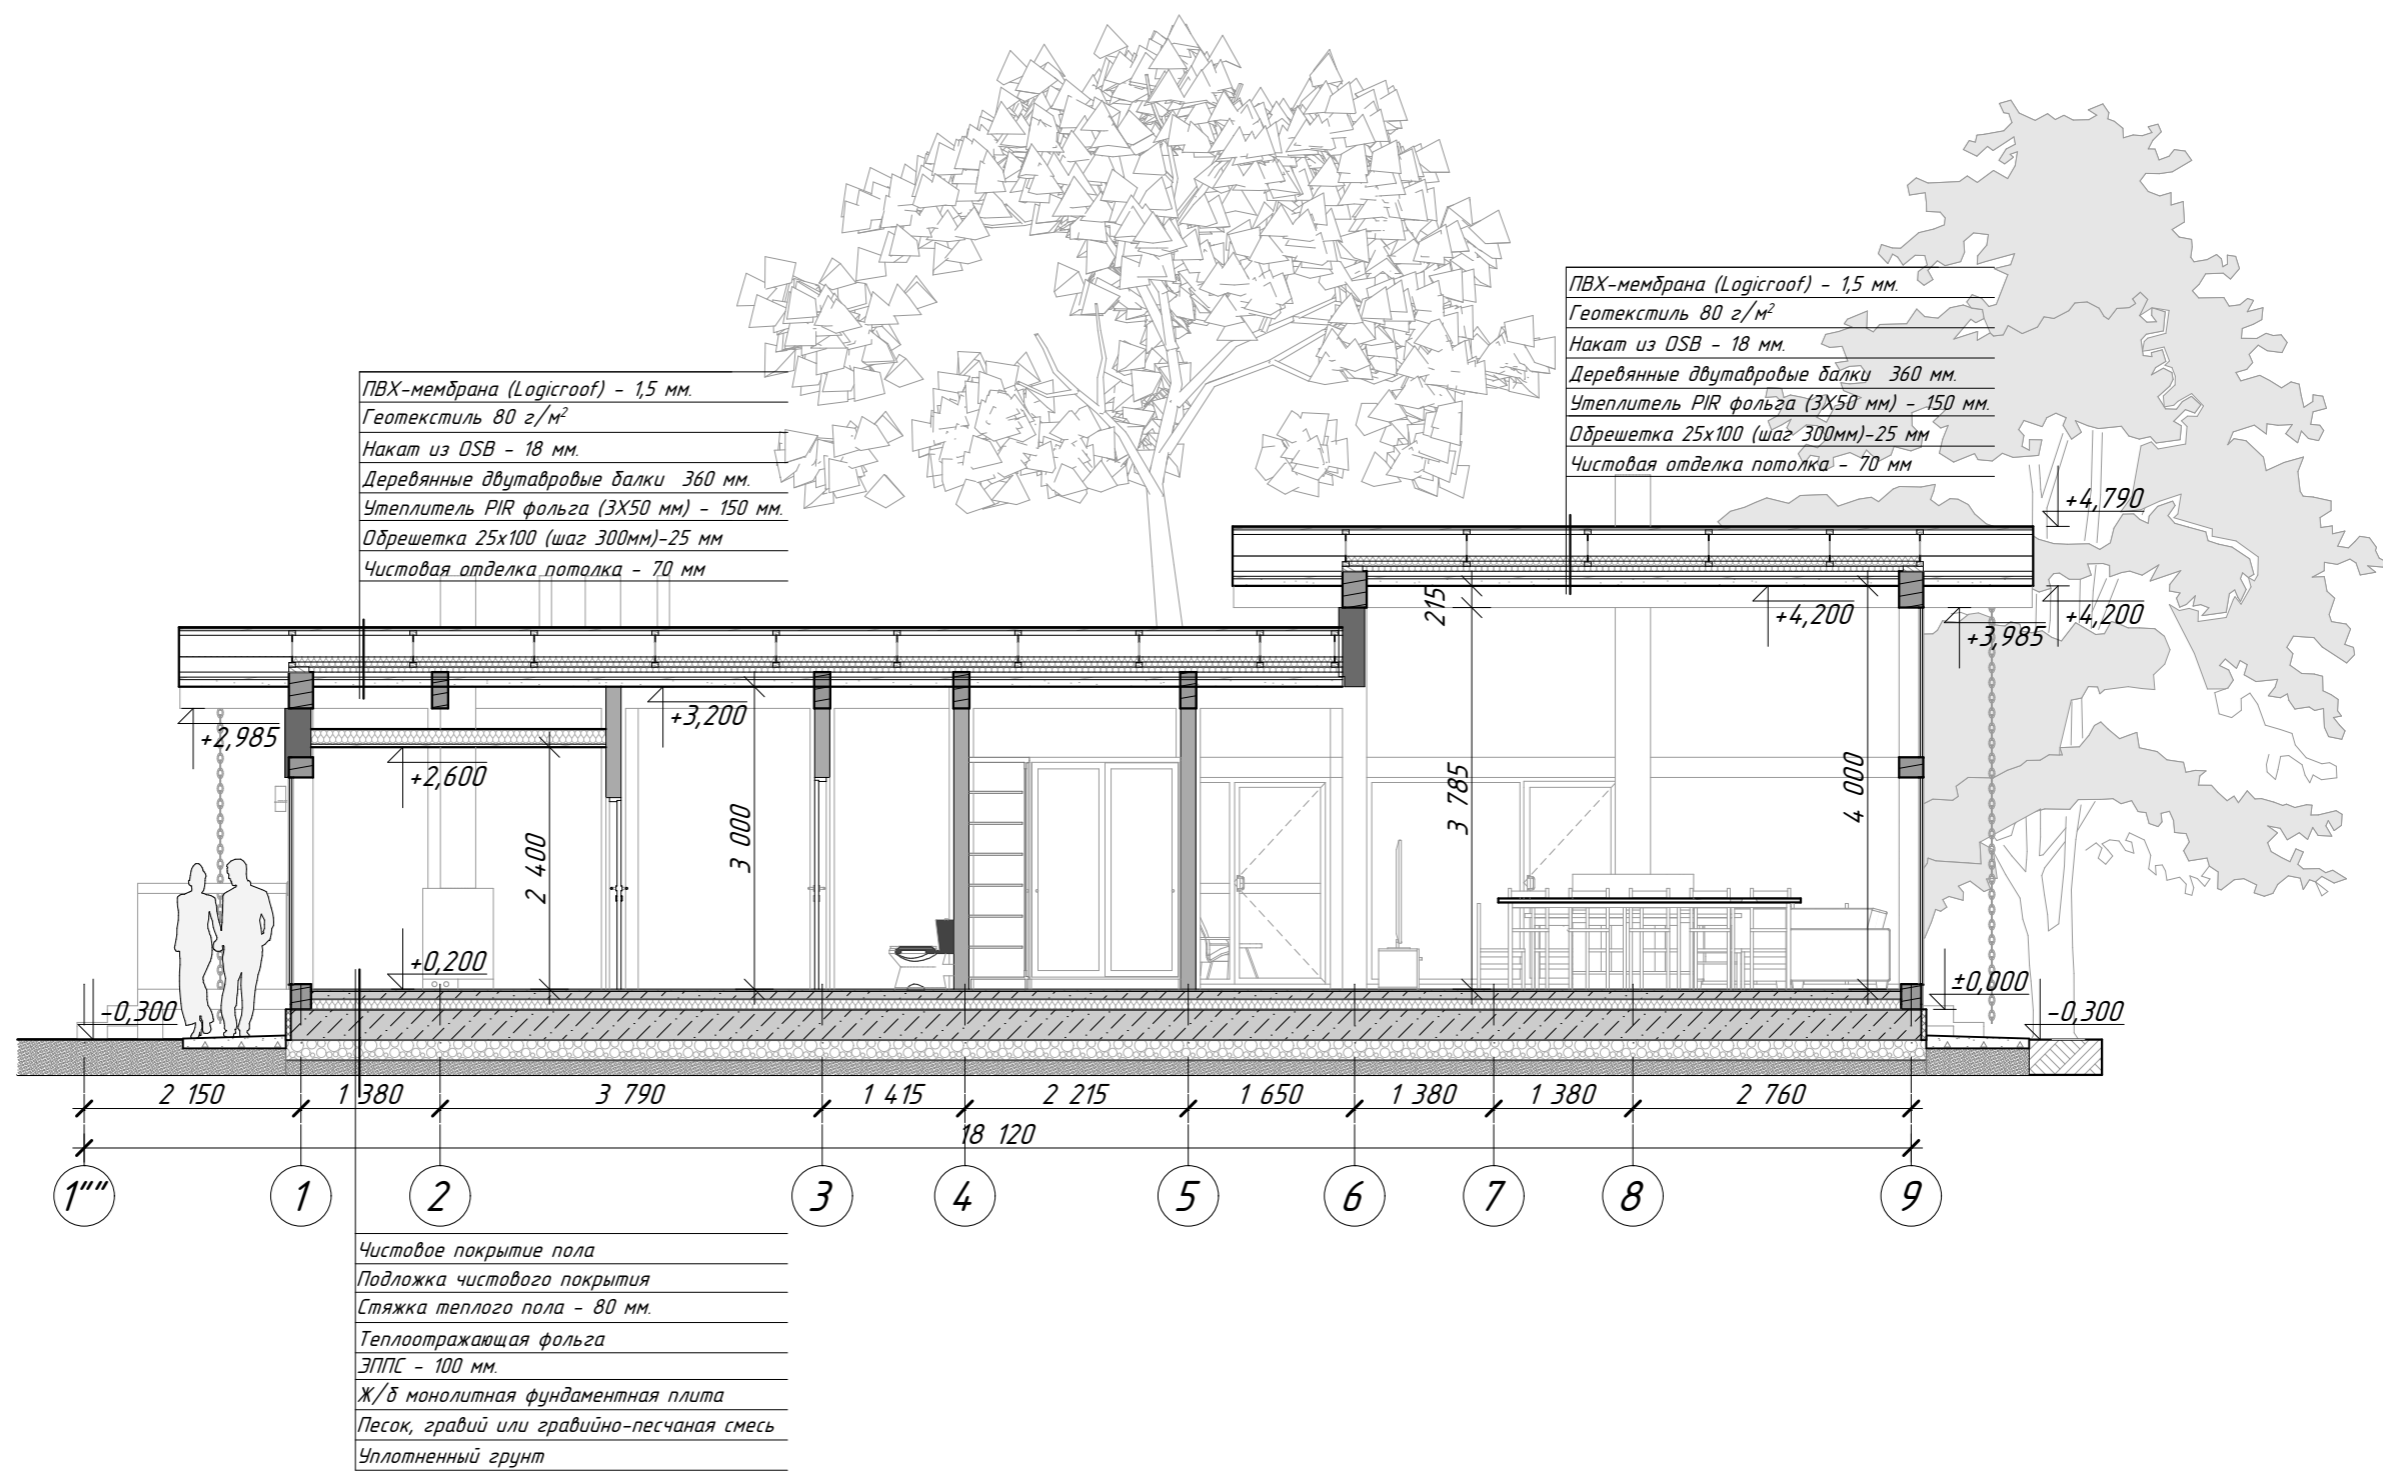 ПВХ-мембрана (Logicroof) - 1,5 мм.
Геотекстиль 80 г/м²
Накат из OSB - 18 мм.
Деревянные двутавровые балки 360 мм.
Утеплитель PIR фольга (3X50 мм) - 150 мм.
Обрешетка 25х100 (шаг 300мм)-25 мм
Чистовая отделка потолка - 70 мм
ПВХ-мембрана (Logicroof) - 1,5 мм.
Геотекстиль 80 г/м²
Накат из OSB - 18 мм.
Деревянные двутавровые балки 360 мм.
Утеплитель PIR фольга (3X50 мм) - 150 мм.
Обрешетка 25х100 (шаг 300мм)-25 мм
Чистовая отделка потолка - 70 мм
+4,790
215
+4,200
+4,200
+3,985
+2,985
+3,200
+2,600
2 400
3 000
3 785
4 000
+0,200
±0,000
-0,300
-0,300
2 150
1 380
3 790
1 415
2 215
1 650
1 380
1 380
2 760
18 120
1""
1
2
3
4
5
6
7
8
9
Чистовое покрытие пола
Подложка чистового покрытия
Стяжка теплого пола - 80 мм.
Теплоотражающая фольга
ЭППС - 100 мм.
Ж/б монолитная фундаментная плита
Песок, гравий или гравийно-песчаная смесь
Уплотненный грунт